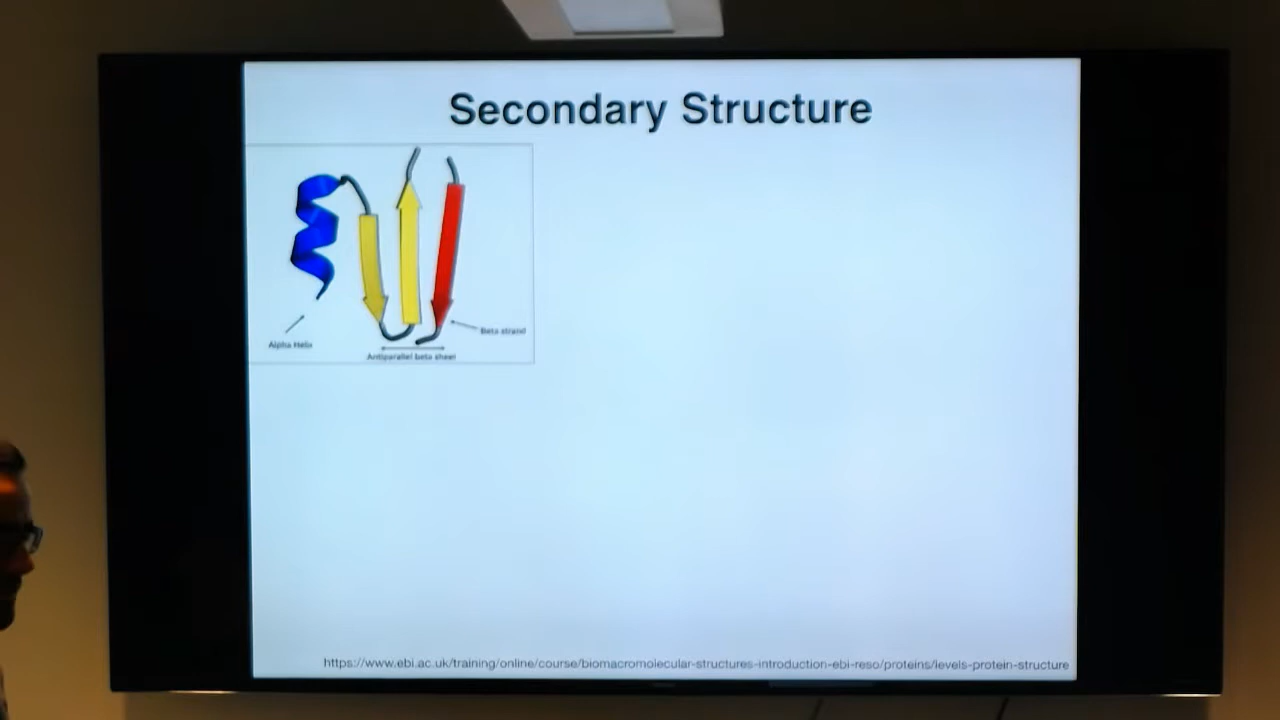 Secondary Structure
Alpha Helix
Beta strand
Antiparallel beta sheet
https://www.ebi.ac.uk/training/online/course/biomacromolecular-structures-introduction-ebi-reso/proteins/levels-protein-structure